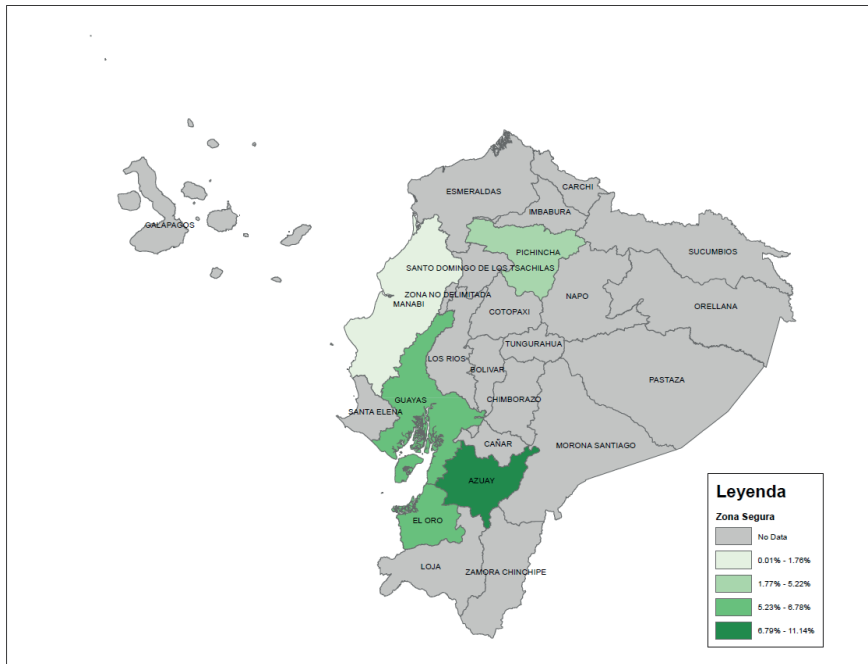 ESMERALDAS
CARCHI
IMBABURA
GALAPAGOS
PICHINCHA
SUCUMBIOS
SANTO DOMINGO DE LOS TSACHILAS
ZONA NO DELIMITADA
NAPO
MANABI
ORELLANA
COTOPAXI
TUNGURAHUA
LOS RIOS
BOLIVAR
PASTAZA
GUAYAS
CHIMBORAZO
SANTA ELENA
CAÑAR
MORONA SANTIAGO
AZUAY
EL ORO
LOJA
ZAMORA CHINCHIPE
Leyenda
Zona Segura
No Data
0.01% - 1.76%
1.77% - 5.22%
5.23% - 6.78%
6.79% - 11.14%